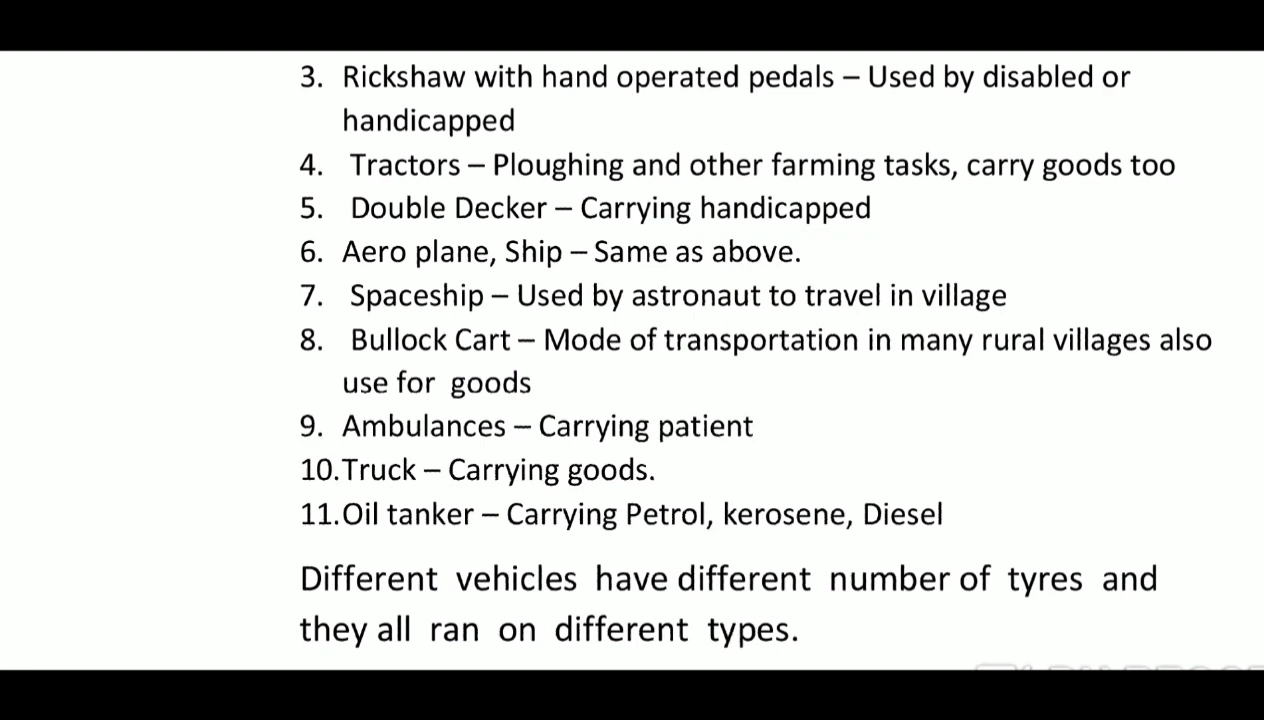 3. Rickshaw with hand operated pedals – Used by disabled or
handicapped
4. Tractors – Ploughing and other farming tasks, carry goods too
5. Double Decker – Carrying handicapped
6. Aero plane, Ship – Same as above.
7. Spaceship – Used by astronaut to travel in village
8. Bullock Cart – Mode of transportation in many rural villages also
use for goods
9. Ambulances – Carrying patient
10.Truck – Carrying goods.
11.Oil tanker – Carrying Petrol, kerosene, Diesel
Different vehicles have different number of tyres and
they all ran on different types.